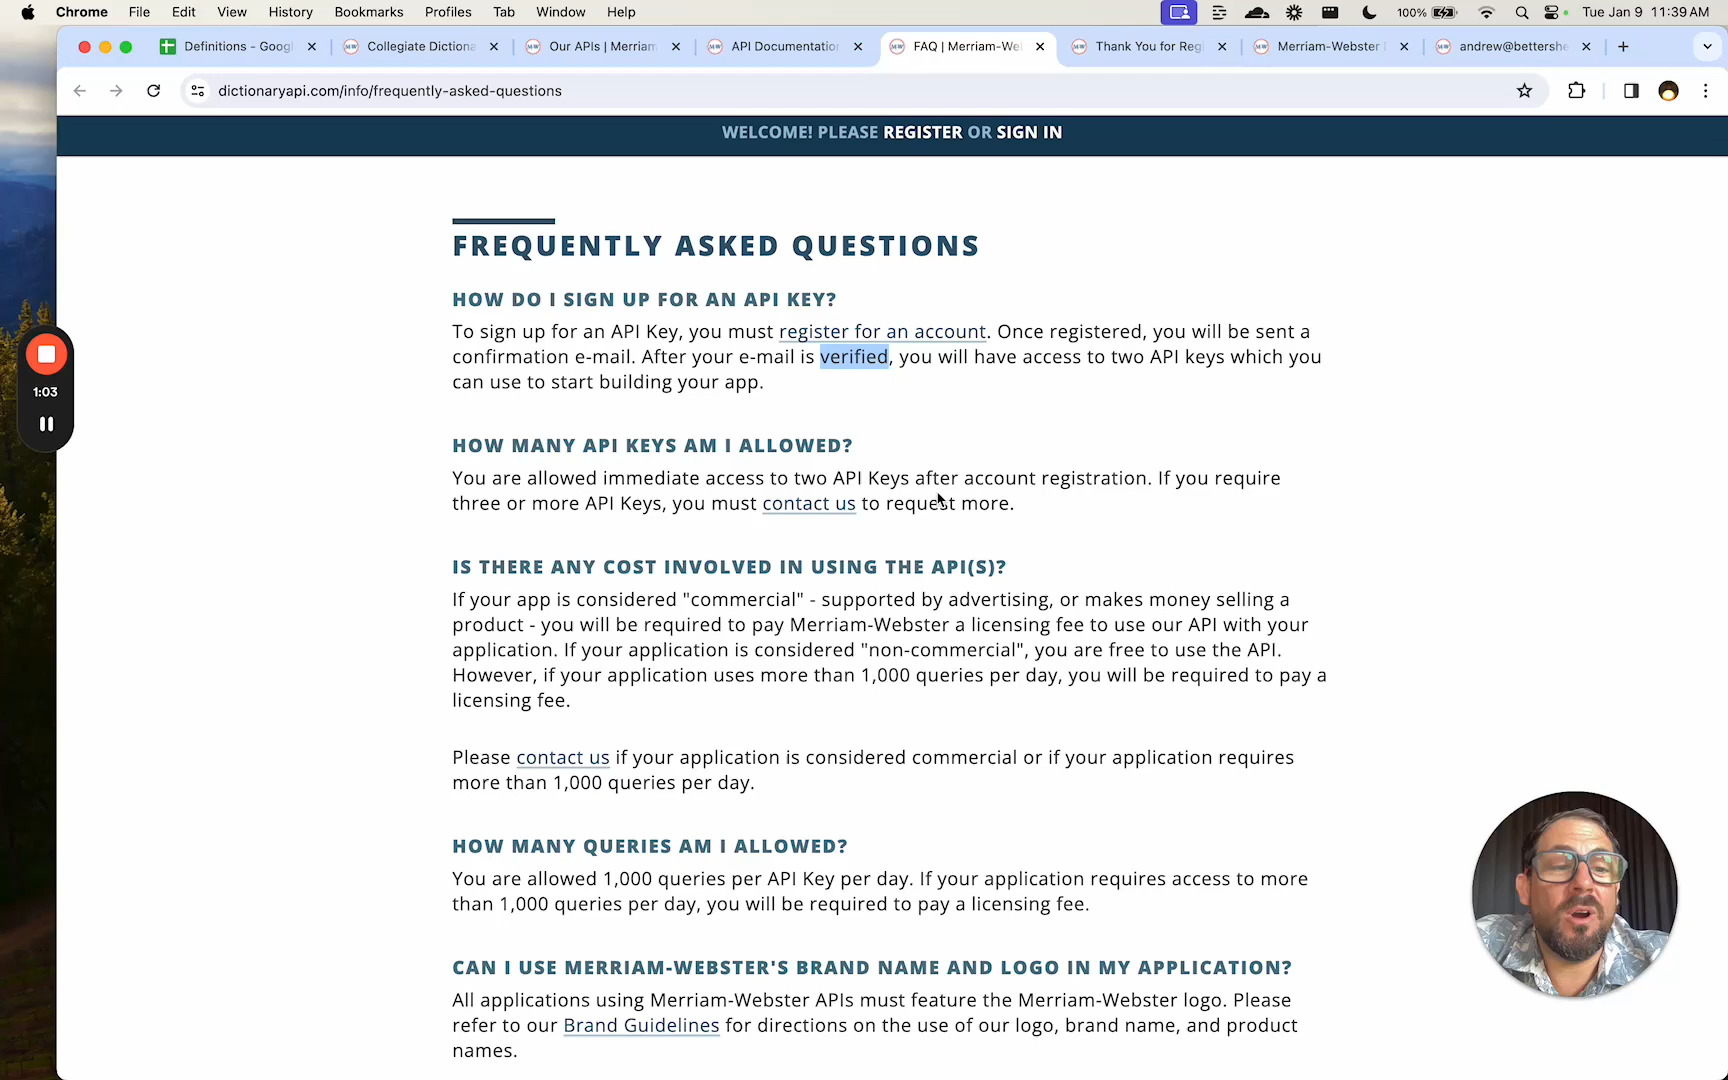 Chrome File Edit View History Bookmarks Profiles Tab Window Help 100% Tue Jan 9 11:39 AM
Definitions - Googl Collegiate Dictiona Our APIs | Merriam API Documentation FAQ | Merriam-We Thank You for Reg Merriam-Webster andrew@bettershe
dictionaryapi.com/info/frequently-asked-questions
WELCOME! PLEASE REGISTER OR SIGN IN
FREQUENTLY ASKED QUESTIONS
HOW DO I SIGN UP FOR AN API KEY?
To sign up for an API Key, you must register for an account. Once registered, you will be sent a
confirmation e-mail. After your e-mail is verified, you will have access to two API keys which you
can use to start building your app.
1:03
HOW MANY API KEYS AM I ALLOWED?
You are allowed immediate access to two API Keys after account registration. If you require
three or more API Keys, you must contact us to request more.
IS THERE ANY COST INVOLVED IN USING THE API(S)?
If your app is considered "commercial" - supported by advertising, or makes money selling a
product - you will be required to pay Merriam-Webster a licensing fee to use our API with your
application. If your application is considered "non-commercial", you are free to use the API.
However, if your application uses more than 1,000 queries per day, you will be required to pay a
licensing fee.
Please contact us if your application is considered commercial or if your application requires
more than 1,000 queries per day.
HOW MANY QUERIES AM I ALLOWED?
You are allowed 1,000 queries per API Key per day. If your application requires access to more
than 1,000 queries per day, you will be required to pay a licensing fee.
CAN I USE MERRIAM-WEBSTER'S BRAND NAME AND LOGO IN MY APPLICATION?
All applications using Merriam-Webster APIs must feature the Merriam-Webster logo. Please
refer to our Brand Guidelines for directions on the use of our logo, brand name, and product
names.